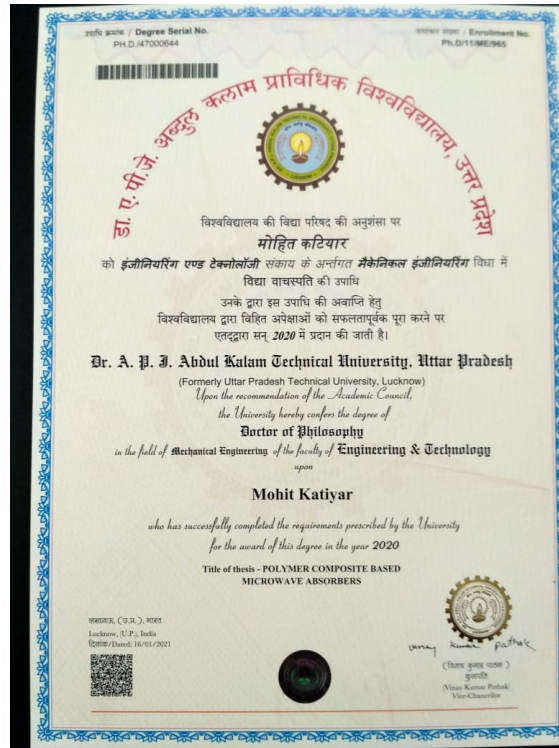 उपाधि क्रमांक / Degree Serial No.
PH.D./47000644
नामांकन संख्या / Enrollment No.
Ph.D/11/ME/965
डा. ए. पी.जे. अब्दुल कलाम प्राविधिक विश्वविद्यालय, उत्तर प्रदेश
विश्वविद्यालय की विद्या परिषद की अनुशंसा पर
मोहित कटियार
को इंजीनियरिंग एण्ड टेक्नोलॉजी संकाय के अर्न्तगत मैकेनिकल इंजीनियरिंग विधा में
विद्या वाचस्पति की उपाधि
उनके द्वारा इस उपाधि की अवाप्ति हेतु
विश्वविद्यालय द्वारा विहित अपेक्षाओं को सफलतापूर्वक पूरा करने पर
एतद्द्वारा सन् 2020 में प्रदान की जाती है।
Dr. A. P. J. Abdul Kalam Technical University, Uttar Pradesh
(Formerly Uttar Pradesh Technical University, Lucknow)
Upon the recommendation of the Academic Council,
the University hereby confers the degree of
Doctor of Philosophy
in the field of Mechanical Engineering of the faculty of Engineering & Technology
upon
Mohit Katiyar
who has successfully completed the requirements prescribed by the University
for the award of this degree in the year 2020
Title of thesis - POLYMER COMPOSITE BASED
MICROWAVE ABSORBERS
लखनऊ, (उ.प्र.), भारत
Lucknow, (U.P.), India
दिनांक/Dated: 16/01/2021
vinay kumar pathak
(विनय कुमार पाठक)
कुलपति
(Vinay Kumar Pathak)
Vice-Chancellor